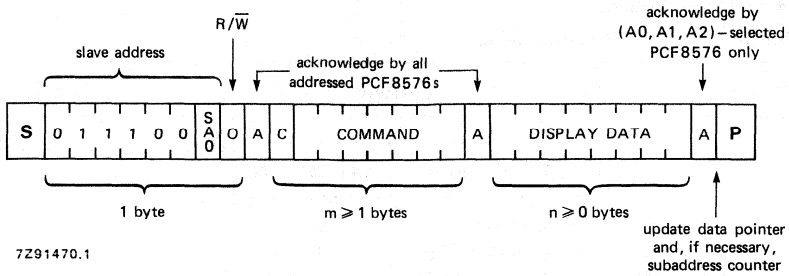 R/W̅
slave address
acknowledge by all
addressed PCF8576s
acknowledge by
(A0, A1, A2)–selected
PCF8576 only
S 0 1 1 1 0 0 SA0 0 A C COMMAND A DISPLAY DATA A P
1 byte
m ⩾ 1 bytes
n ⩾ 0 bytes
update data pointer
and, if necessary,
subaddress counter
7Z91470.1